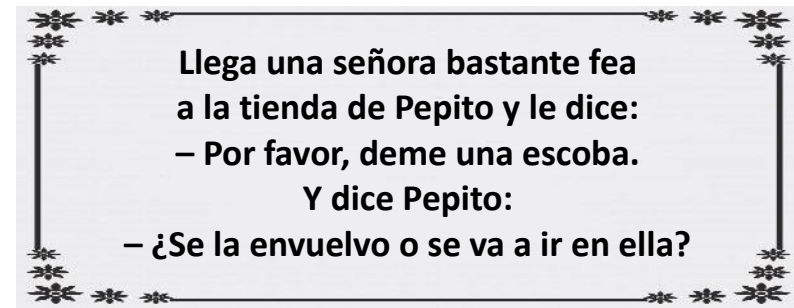 Llega una señora bastante fea
a la tienda de Pepito y le dice:
– Por favor, deme una escoba.
Y dice Pepito:
– ¿Se la envuelvo o se va a ir en ella?